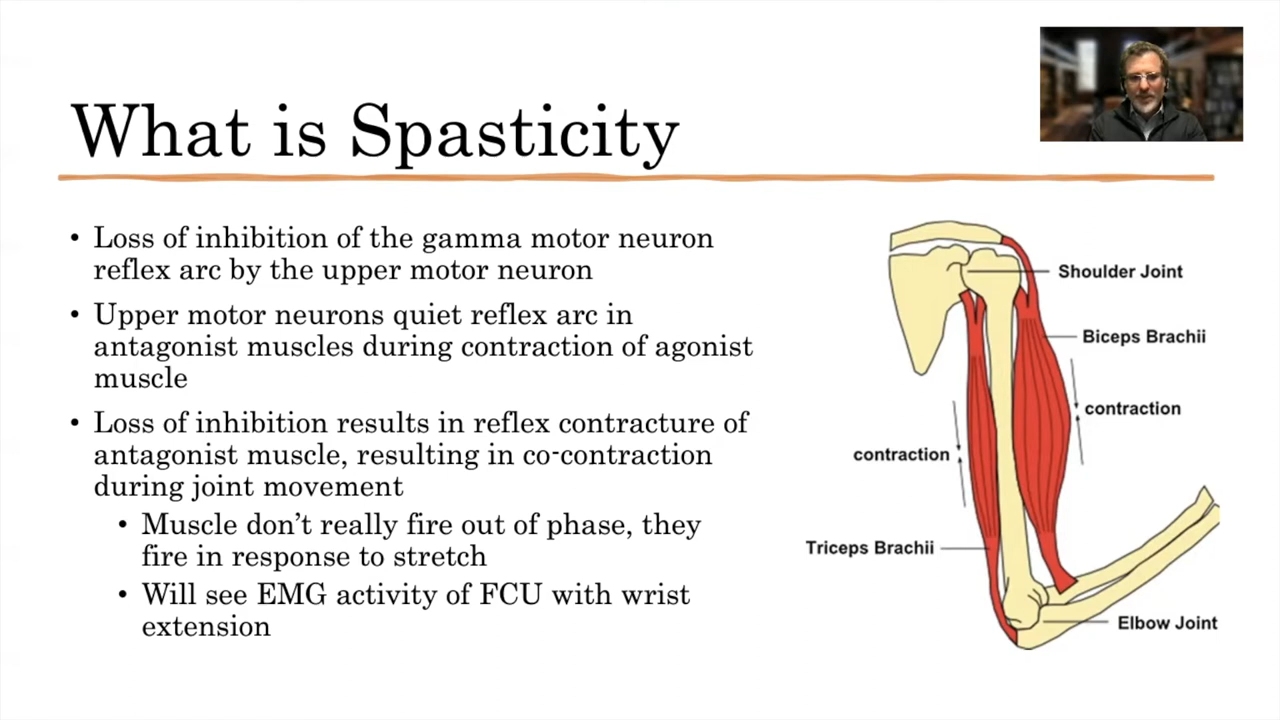 What is Spasticity
• Loss of inhibition of the gamma motor neuron
reflex arc by the upper motor neuron
• Upper motor neurons quiet reflex arc in
antagonist muscles during contraction of agonist
muscle
• Loss of inhibition results in reflex contracture of
antagonist muscle, resulting in co-contraction
during joint movement
• Muscle don’t really fire out of phase, they
fire in response to stretch
• Will see EMG activity of FCU with wrist
extension
Shoulder Joint
Biceps Brachii
contraction
contraction
Triceps Brachii
Elbow Joint